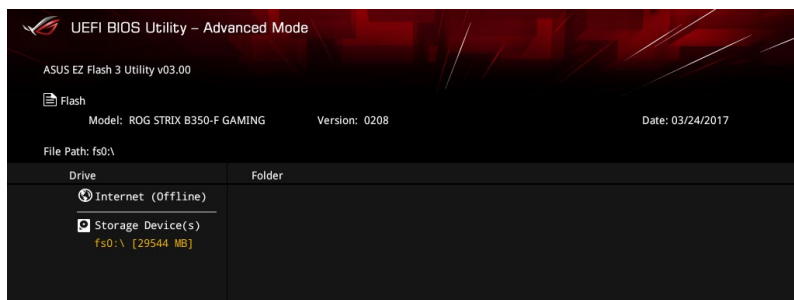 UEFI BIOS Utility – Advanced Mode
ASUS EZ Flash 3 Utility v03.00
Flash
Model: ROG STRIX B350-F GAMING Version: 0208 Date: 03/24/2017
File Path: fs0:\
Drive Folder
Internet (Offline)
Storage Device(s)
fs0:\ [29544 MB]